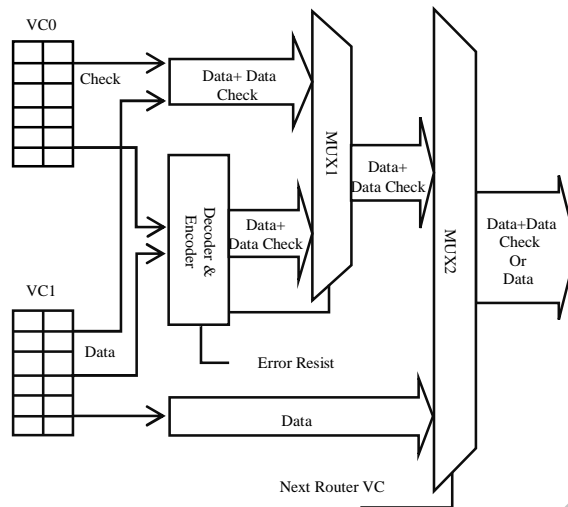 VC0
Check
Data+ Data
Check
MUX1
Data+
Data Check
Decoder &
Encoder
Data+
Data Check
MUX2
Data+Data
Check
Or
Data
VC1
Data
Error Resist
Data
Next Router VC